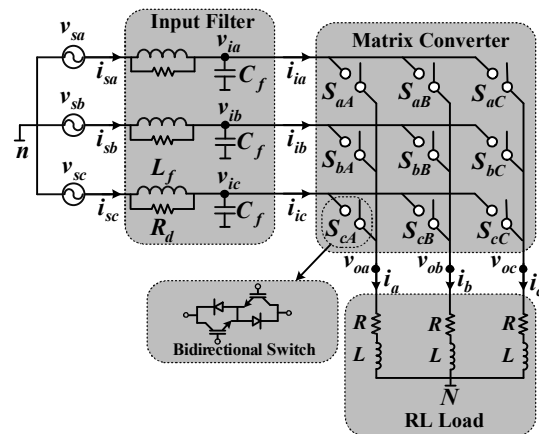 Input Filter
Matrix Converter
v_sa
i_sa
v_ia
C_f
i_ia
S_aA
S_aB
S_aC
v_sb
i_sb
v_ib
C_f
i_ib
S_bA
S_bB
S_bC
n
v_sc
i_sc
L_f
R_d
v_ic
C_f
i_ic
S_cA
S_cB
S_cC
v_oa
i_a
v_ob
i_b
v_oc
Bidirectional Switch
R
R
R
L
L
L
N
RL Load